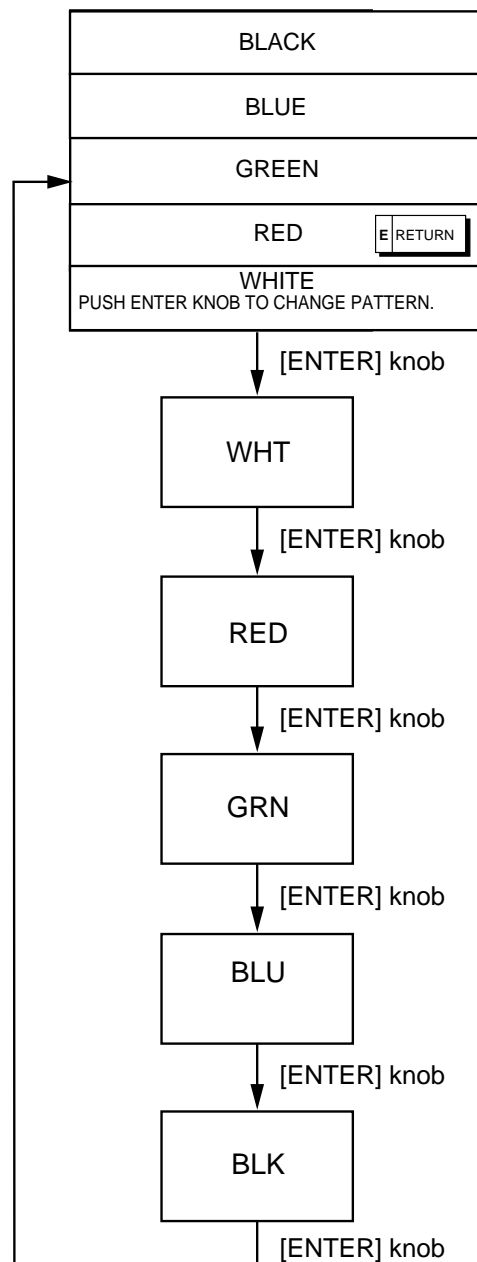 BLACK
BLUE
GREEN
RED
E RETURN
WHITE
PUSH ENTER KNOB TO CHANGE PATTERN.
[ENTER] knob
WHT
[ENTER] knob
RED
[ENTER] knob
GRN
[ENTER] knob
BLU
[ENTER] knob
BLK
[ENTER] knob